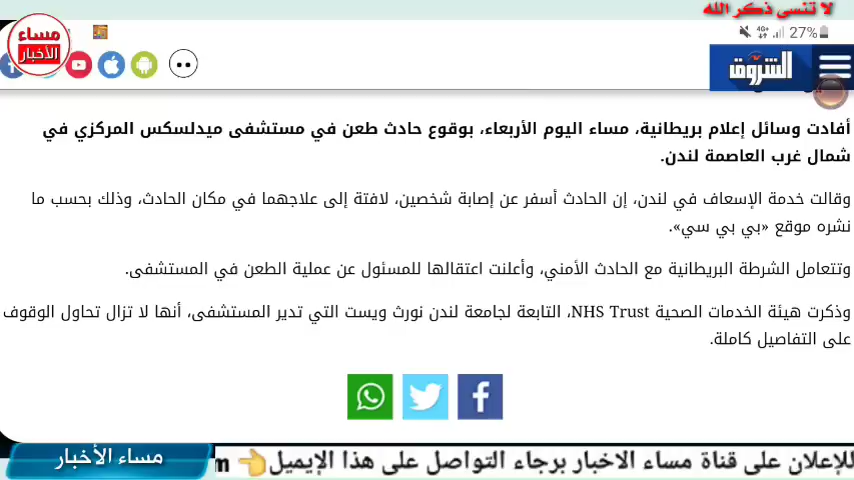 لا تنسى ذكر الله
مساء
الأخبار
4G+
27%
الشروق
أفادت وسائل إعلام بريطانية، مساء اليوم الأربعاء، بوقوع حادث طعن في مستشفى ميدلسكس المركزي في
شمال غرب العاصمة لندن.
وقالت خدمة الإسعاف في لندن، إن الحادث أسفر عن إصابة شخصين، لافتة إلى علاجهما في مكان الحادث، وذلك بحسب ما
نشره موقع «بي بي سي».
وتتعامل الشرطة البريطانية مع الحادث الأمني، وأعلنت اعتقالها للمسئول عن عملية الطعن في المستشفى.
وذكرت هيئة الخدمات الصحية NHS Trust، التابعة لجامعة لندن نورث ويست التي تدير المستشفى، أنها لا تزال تحاول الوقوف
على التفاصيل كاملة.
للإعلان على قناة مساء الاخبار برجاء التواصل على هذا الإيميل👈 m
مساء الأخبار